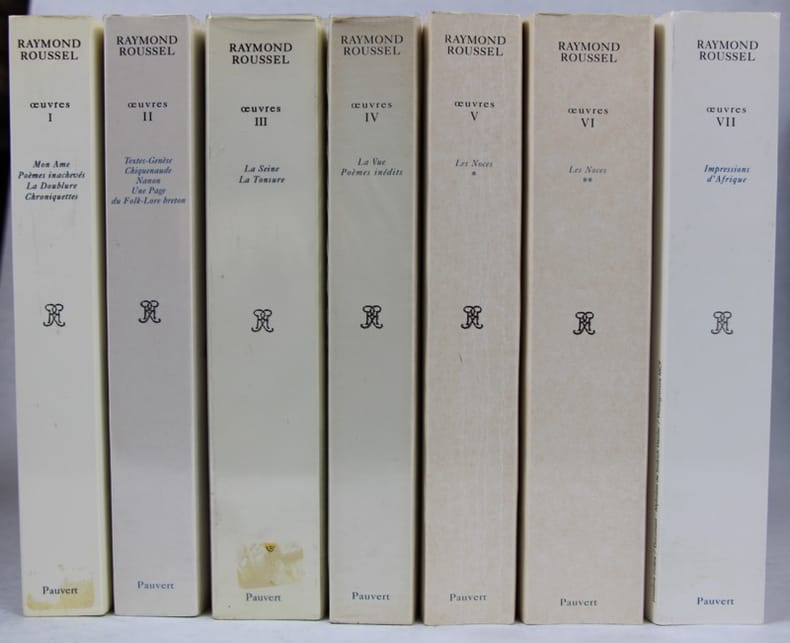 RAYMOND
ROUSSEL
œuvres
I
Mon Ame
Poèmes inachevés
La Doublure
Chroniquettes
Pauvert
RAYMOND
ROUSSEL
œuvres
II
Textes-Genèse
Chiquenaude
Nanon
Une Page
du Folk-Lore breton
Pauvert
RAYMOND
ROUSSEL
œuvres
III
La Seine
La Tonsure
Pauvert
RAYMOND
ROUSSEL
œuvres
IV
La Vue
Poèmes inédits
Pauvert
RAYMOND
ROUSSEL
œuvres
V
Les Noces
*
Pauvert
RAYMOND
ROUSSEL
œuvres
VI
Les Noces
**
Pauvert
RAYMOND
ROUSSEL
œuvres
VII
Impressions
d'Afrique
Pauvert